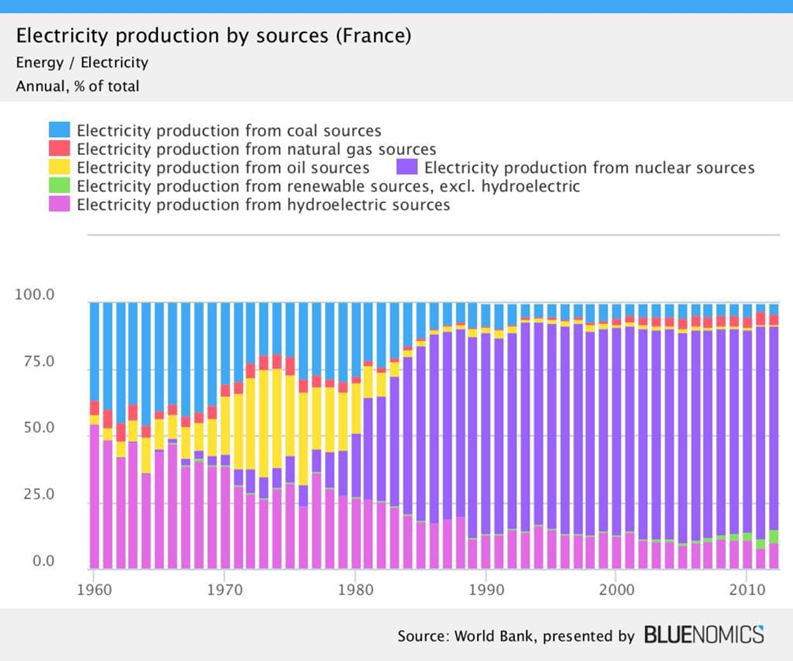 Electricity production by sources (France)
Energy / Electricity
Annual, % of total
Electricity production from coal sources
Electricity production from natural gas sources
Electricity production from oil sources Electricity production from nuclear sources
Electricity production from renewable sources, excl. hydroelectric
Electricity production from hydroelectric sources
100.0
75.0
50.0
25.0
0.0
1960 1970 1980 1990 2000 2010
Source: World Bank, presented by BLUENOMICS